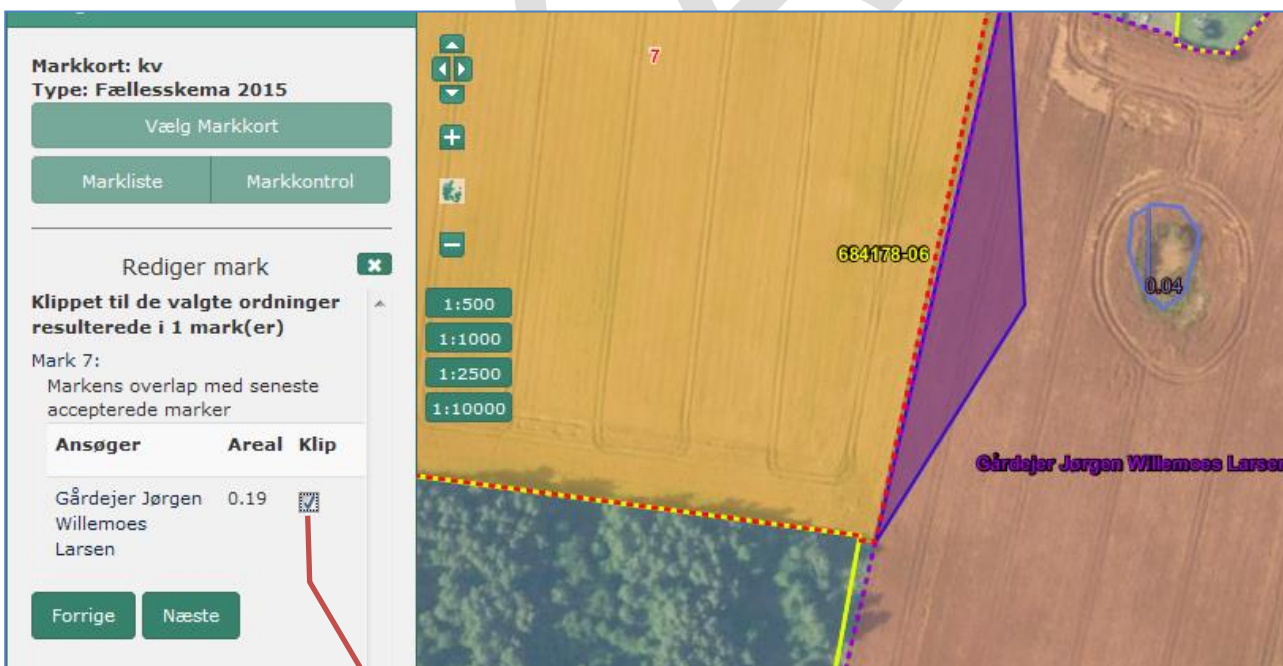 Markkort: kv
Type: Fællesskema 2015
Vælg Markkort
Markliste Markkontrol
Rediger mark
Klippet til de valgte ordninger
resulterede i 1 mark(er)
Mark 7:
Markens overlap med seneste
accepterede marker
Ansøger Areal Klip
Gårdejer Jørgen 0.19
Willemoes
Larsen
Forrige Næste
1:500
1:1000
1:2500
1:10000
7
684178-06
0.04
Gårdejer Jørgen Willemoes Larsen